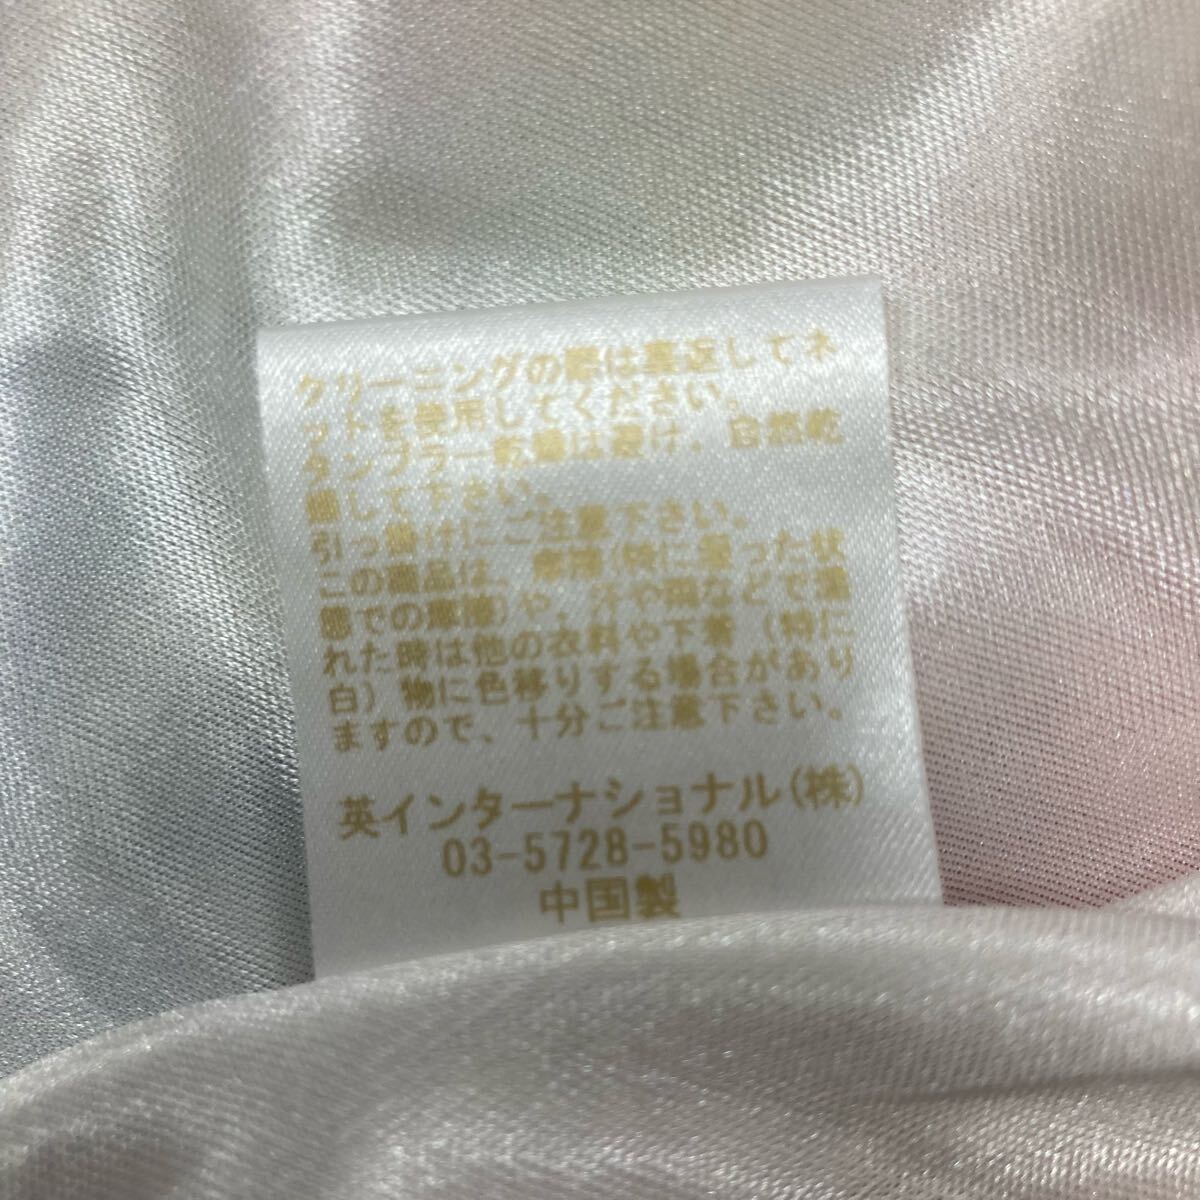 クリーニングの際は裏返してネ
ットを使用してください。
タンブラー乾燥は避け、自然乾
燥して下さい。
引っ掛けにご注意下さい。
この商品は、摩擦(特に湿った状
態での摩擦)や、汗や雨などで濡
れた時は他の衣料や下着(特に
白)物に色移りする場合があり
ますので、十分ご注意下さい。
英インターナショナル(株)
03-5728-5980
中国製